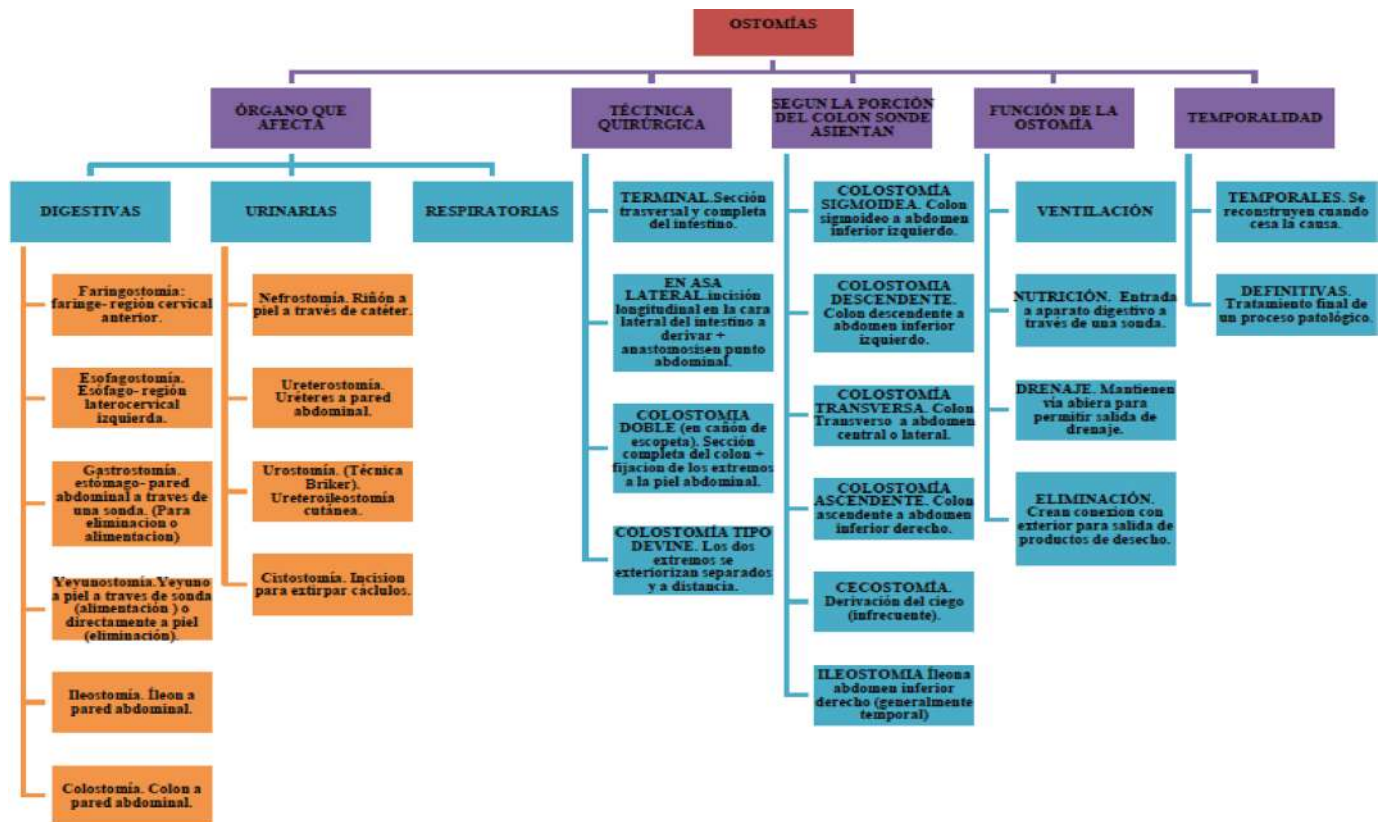 OSTOMÍAS
ÓRGANO QUE
AFECTA
TÉCTNICA
QUIRÚRGICA
SEGUN LA PORCIÓN
DEL COLON SONDE
ASIENTAN
FUNCIÓN DE LA
OSTOMÍA
TEMPORALIDAD
DIGESTIVAS
URINARIAS
RESPIRATORIAS
Faringostomía:
faringe- región cervical
anterior.
Esofagostomía.
Esófago- región
laterocervical
izquierda.
Gastrostomía.
estómago- pared
abdominal a traves de
una sonda. (Para
eliminacion o
alimentacion)
Yeyunostomía.Yeyuno
a piel a traves de sonda
(alimentación ) o
directamente a piel
(eliminación).
Ileostomía. Íleon a
pared abdominal.
Colostomía. Colon a
pared abdominal.
Nefrostomía. Riñón a
piel a través de catéter.
Ureterostomía.
Uréteres a pared
abdominal.
Urostomía. (Técnica
Briker).
Ureteroileostomía
cutánea.
Cistostomía. Incision
para extirpar cáclulos.
TERMINAL.Sección
trasversal y completa
del intestino.
EN ASA
LATERAL.incisión
longitudinal en la cara
lateral del intestino a
derivar +
anastomosisen punto
abdominal.
COLOSTOMIA
DOBLE (en cañón de
escopeta). Sección
completa del colon +
fijacion de los extremos
a la piel abdominal.
COLOSTOMÍA TIPO
DEVINE. Los dos
extremos se
exteriorizan separados
y a distancia.
COLOSTOMÍA
SIGMOIDEA. Colon
sigmoideo a abdomen
inferior izquierdo.
COLOSTOMIA
DESCENDENTE.
Colon descendente a
abdomen inferior
izquierdo.
COLOSTOMÍA
TRANSVERSA. Colon
Transverso a abdomen
central o lateral.
COLOSTOMÍA
ASCENDENTE. Colon
ascendente a abdomen
inferior derecho.
CECOSTOMÍA.
Derivación del ciego
(infrecuente).
ILEOSTOMIA Íleona
abdomen inferior
derecho (generalmente
temporal)
VENTILACIÓN
NUTRICIÓN. Entrada
a aparato digestivo a
través de una sonda.
DRENAJE. Mantienen
vía abiera para
permitir salida de
drenaje.
ELIMINACIÓN.
Crean conexion con
exterior para salida de
productos de desecho.
TEMPORALES. Se
reconstruyen cuando
cesa la causa.
DEFINITIVAS.
Tratamiento final de
un proceso patológico.